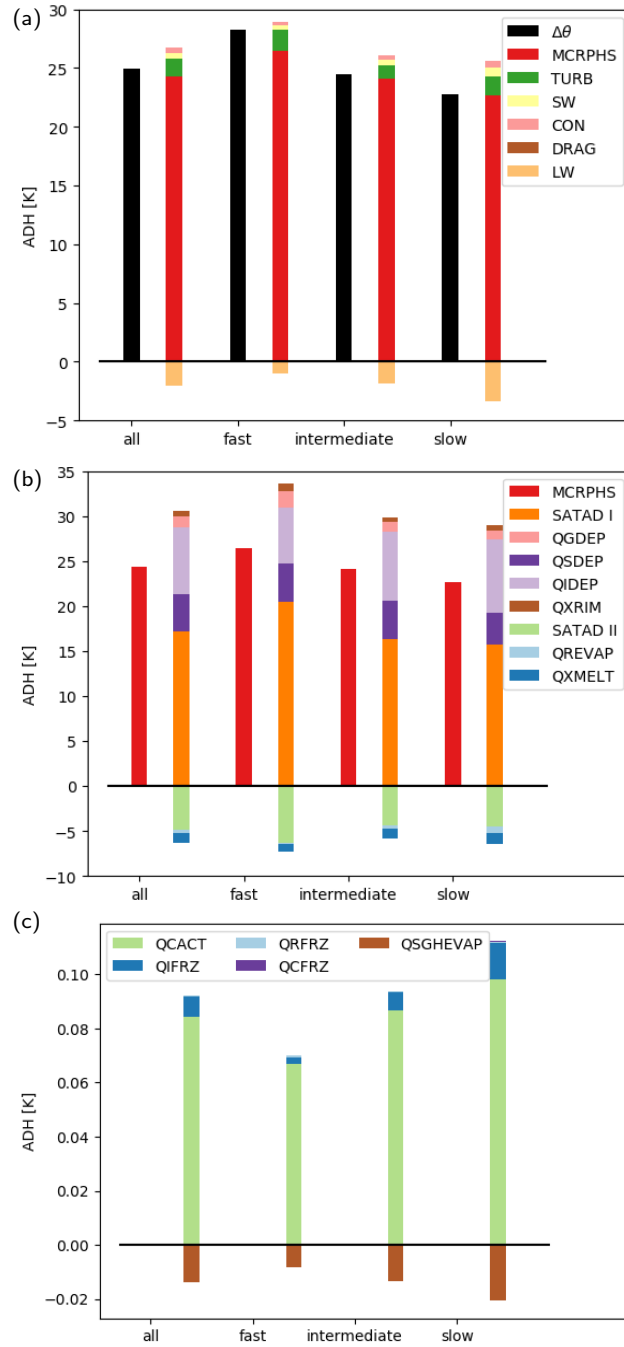 (a)
30
25
20
15
10
5
0
−5
ADH [K]
Δθ
MCRPHS
TURB
SW
CON
DRAG
LW
all fast intermediate slow
(b)
35
30
25
20
15
10
5
0
−5
−10
ADH [K]
MCRPHS
SATAD I
QGDEP
QSDEP
QIDEP
QXRIM
SATAD II
QREVAP
QXMELT
all fast intermediate slow
(c)
QCACT QRFRZ QSGHEVAP
QIFRZ QCFRZ
0.10
0.08
0.06
0.04
0.02
0.00
−0.02
ADH [K]
all fast intermediate slow